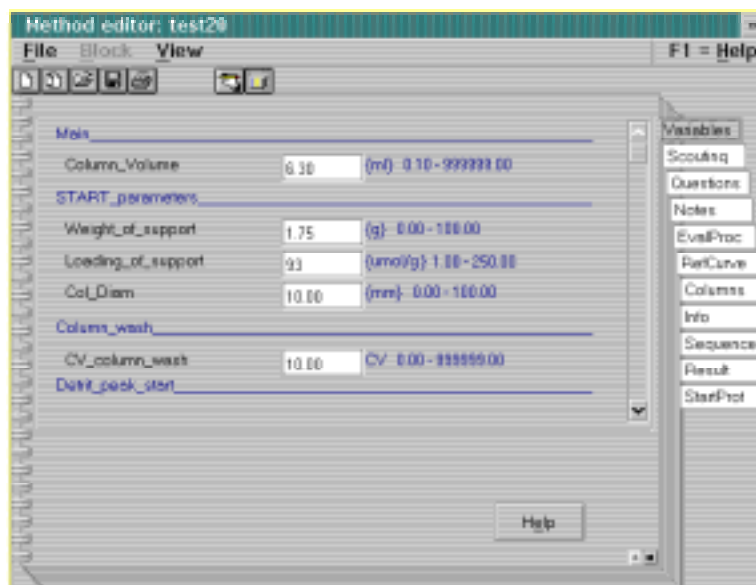 Method editor: test20
File Block View F1 = Help
Main
Column_Volume 6.30 {ml} 0.10 - 999999.00
START_parameters
Weight_of_support 1.75 {g} 0.00 - 100.00
Loading_of_support 93 {umol/g} 1.00 - 250.00
Col_Diam 10.00 {mm} 0.00 - 100.00
Column_wash
CV_column_wash 10.00 CV 0.00 - 999999.00
Detrit_peak_start
Help
Variables
Scouting
Questions
Notes
EvalProc
RefCurve
Columns
Info
Sequence
Result
StartProt